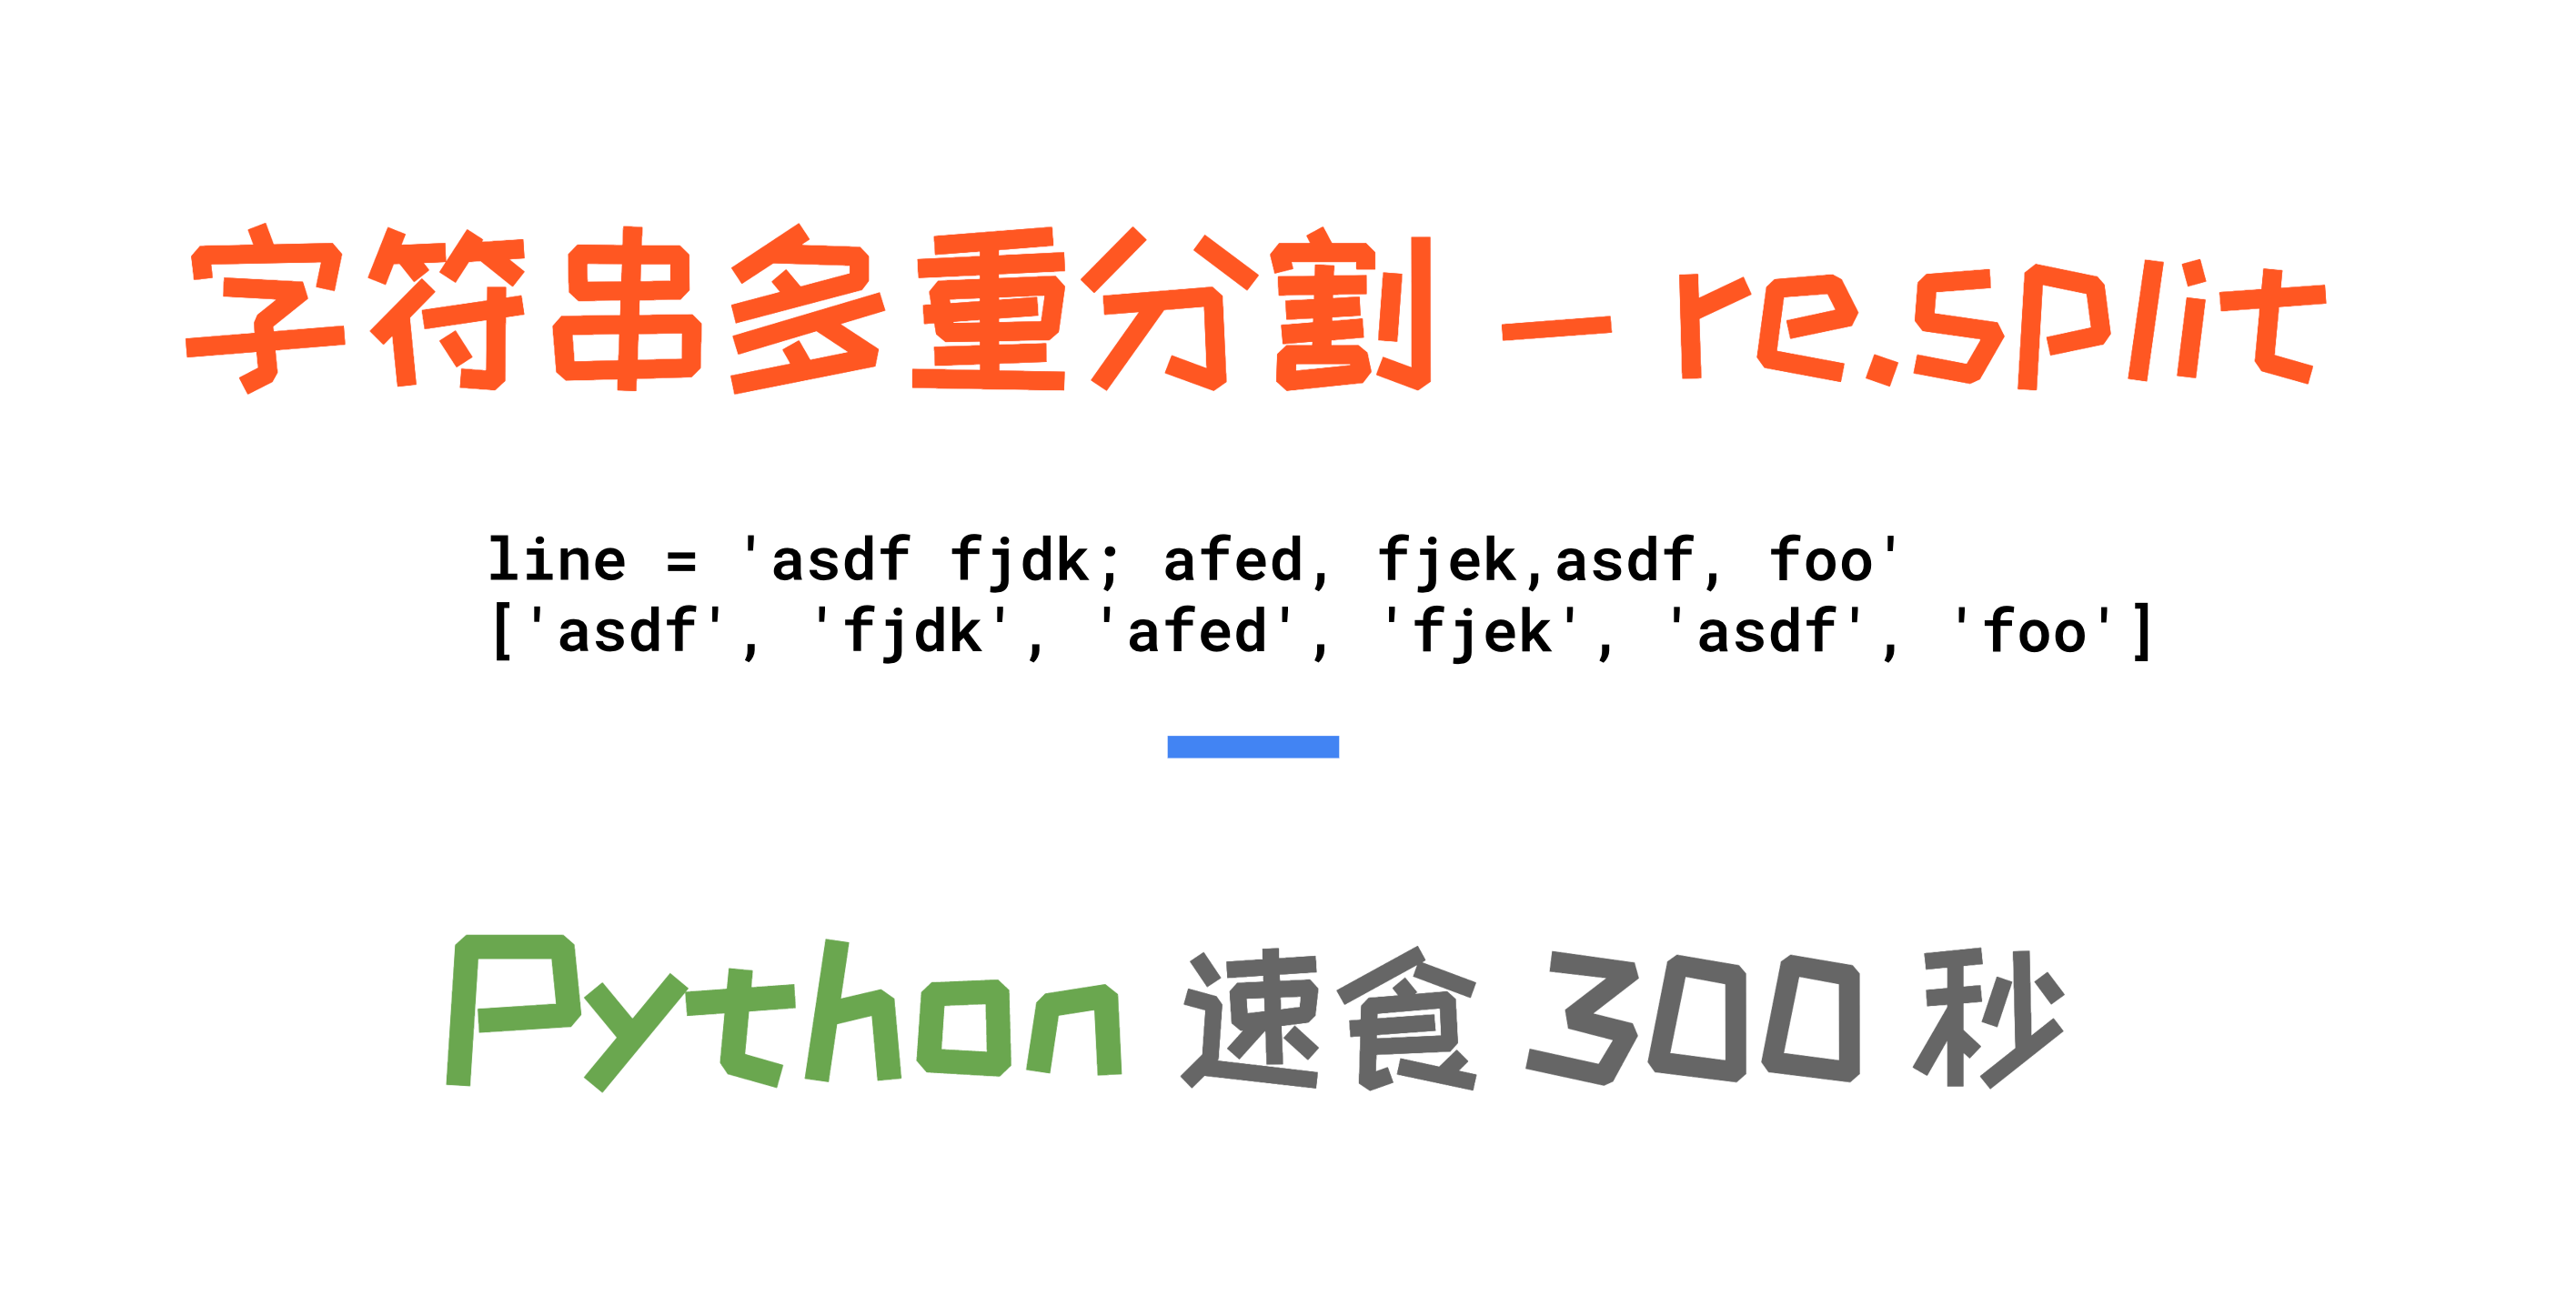 字符串多重分割 – re.split
line = 'asdf fjdk; afed, fjek,asdf, foo'
['asdf', 'fjdk', 'afed', 'fjek', 'asdf', 'foo']
Python 速食 300 秒